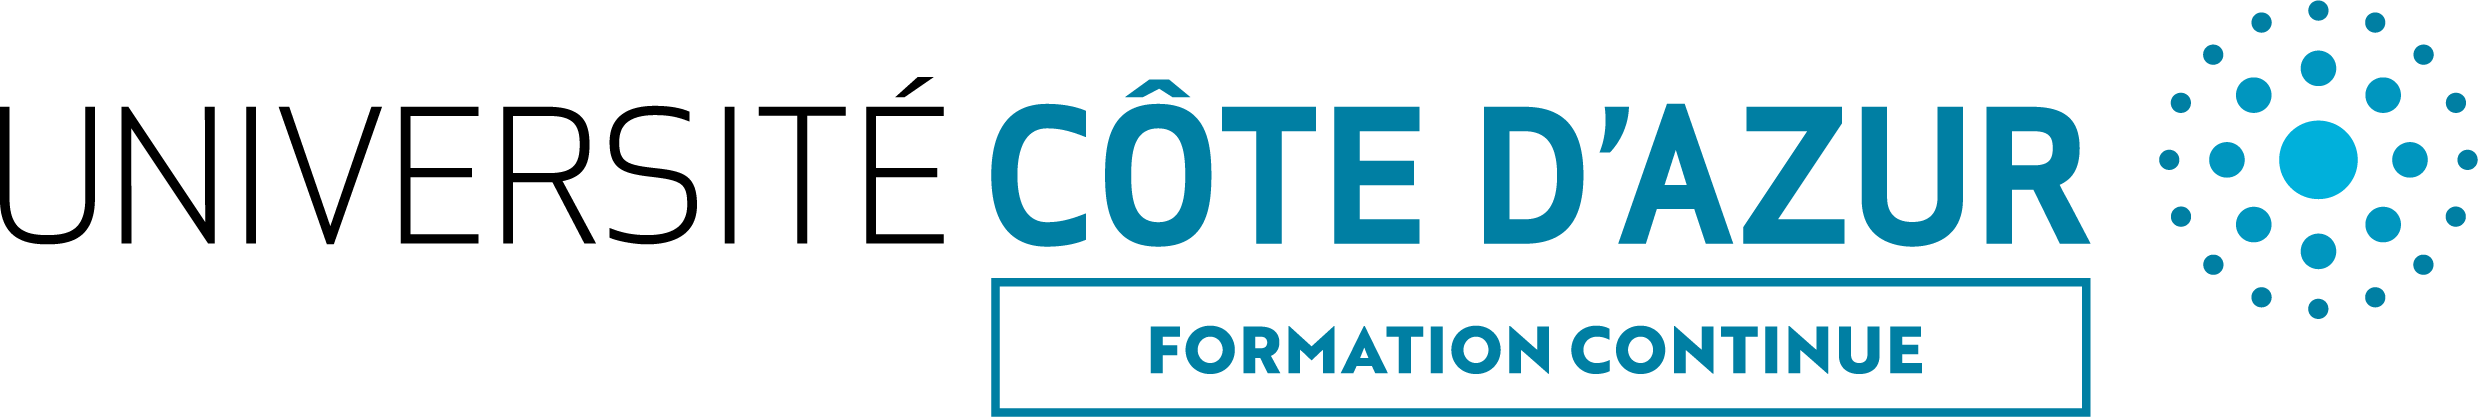 UNIVERSITÉ CÔTE D'AZUR
FORMATION CONTINUE